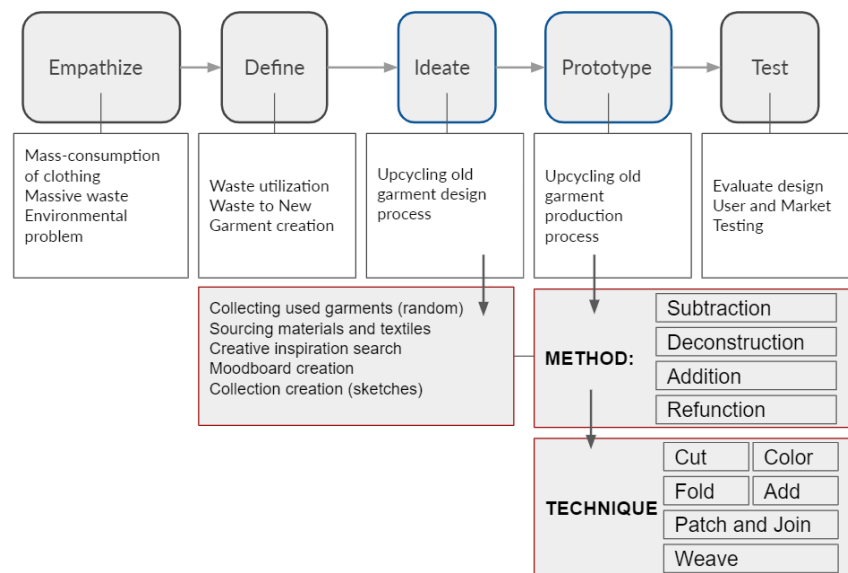 Empathize
Define
Ideate
Prototype
Test
Mass-consumption
of clothing
Massive waste
Environmental
problem
Waste utilization
Waste to New
Garment creation
Upcycling old
garment design
process
Upcycling old
garment
production
process
Evaluate design
User and Market
Testing
Collecting used garments (random)
Sourcing materials and textiles
Creative inspiration search
Moodboard creation
Collection creation (sketches)
METHOD:
Subtraction
Deconstruction
Addition
Refunction
TECHNIQUE
Cut
Color
Fold
Add
Patch and Join
Weave